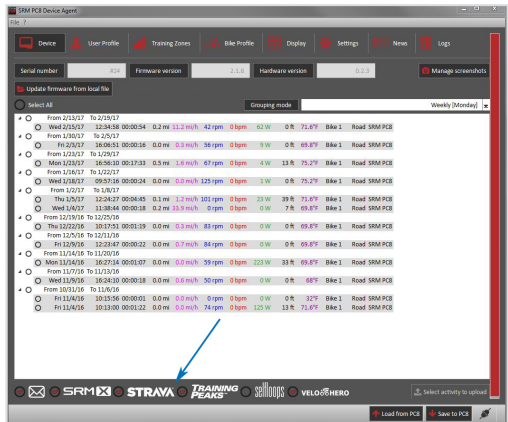 SRM PC8 Device Agent
File ?
Device User Profile Training Zones Bike Profile Display Settings News Logs
Serial number Firmware version Hardware version 0.2.3 Manage screenshots
Update firmware from local file
Select All Grouping mode Weekly [Monday]
From 2/13/17 To 2/19/17
Wed 2/15/17 12:34:56 00:00:54 0.2 mi 11.2 mi/h 42 rpm 0 bpm 62 W 0 ft 71.6°F Bike 1 Road SRM PC8
From 1/30/17 To 2/5/17
Fri 2/3/17 16:06:51 00:00:16 0.0 mi 0.3 mi/h 56 rpm 0 bpm 9 W 0 ft 69.8°F Bike 1 Road SRM PC8
From 1/23/17 To 1/29/17
Mon 1/23/17 16:56:10 00:17:33 0.5 mi 1.6 mi/h 67 rpm 0 bpm 4 W 13 ft 75.2°F Bike 1 Road SRM PC8
From 1/16/17 To 1/22/17
Wed 1/18/17 09:57:16 00:00:24 0.0 mi 0.0 mi/h 125 rpm 0 bpm 1 W 0 ft 75.2°F Bike 1 Road SRM PC8
From 1/2/17 To 1/8/17
Thu 1/5/17 12:24:27 00:04:45 0.1 mi 1.2 mi/h 101 rpm 0 bpm 23 W 39 ft 71.6°F Bike 1 Road SRM PC8
Wed 1/4/17 11:38:44 00:00:18 0.2 mi 33.9 mi/h 0 rpm 0 bpm 0 W 7 ft 69.8°F Bike 1 Road SRM PC8
From 12/19/16 To 12/25/16
Thu 12/22/16 10:17:51 00:01:19 0.0 mi 0.3 mi/h 83 rpm 0 bpm 0 W 0 ft 69.8°F Bike 1 Road SRM PC8
From 12/5/16 To 12/11/16
Fri 12/9/16 12:23:47 00:00:22 0.0 mi 0.7 mi/h 84 rpm 0 bpm 0 W 0 ft 69.8°F Bike 1 Road SRM PC8
From 11/14/16 To 11/20/16
Mon 11/14/16 16:27:14 00:01:07 0.0 mi 0.0 mi/h 59 rpm 0 bpm 223 W 33 ft 69.8°F Bike 1 Road SRM PC8
From 11/7/16 To 11/13/16
Wed 11/9/16 16:24:10 00:00:18 0.0 mi 0.6 mi/h 50 rpm 0 bpm 0 W 0 ft 68°F Bike 1 Road SRM PC8
From 10/31/16 To 11/6/16
Fri 11/4/16 10:15:56 00:00:01 0.0 mi 0.0 mi/h 0 rpm 0 bpm 0 W 0 ft 32°F Bike 1 Road SRM PC8
Fri 11/4/16 10:13:00 00:01:22 0.0 mi 0.0 mi/h 74 rpm 0 bpm 125 W 13 ft 71.6°F Bike 1 Road SRM PC8
SRMX STRAVA TRAINING PEAKS selfloops VELOHERO Select activity to upload
Load from PC8 Save to PC8